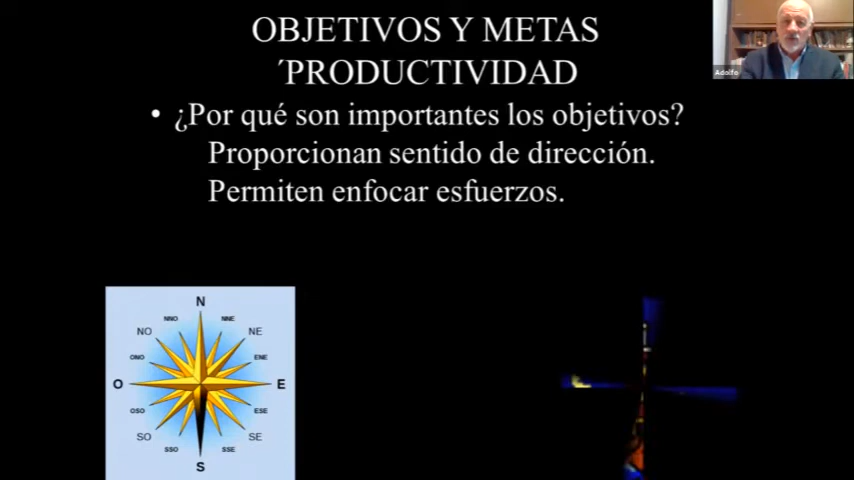 OBJETIVOS Y METAS
´PRODUCTIVIDAD
• ¿Por qué son importantes los objetivos?
Proporcionan sentido de dirección.
Permiten enfocar esfuerzos.
Adolfo
N
NNO NNE
NO NE
ONO ENE
O E
OSO ESE
SO SE
SSO SSE
S